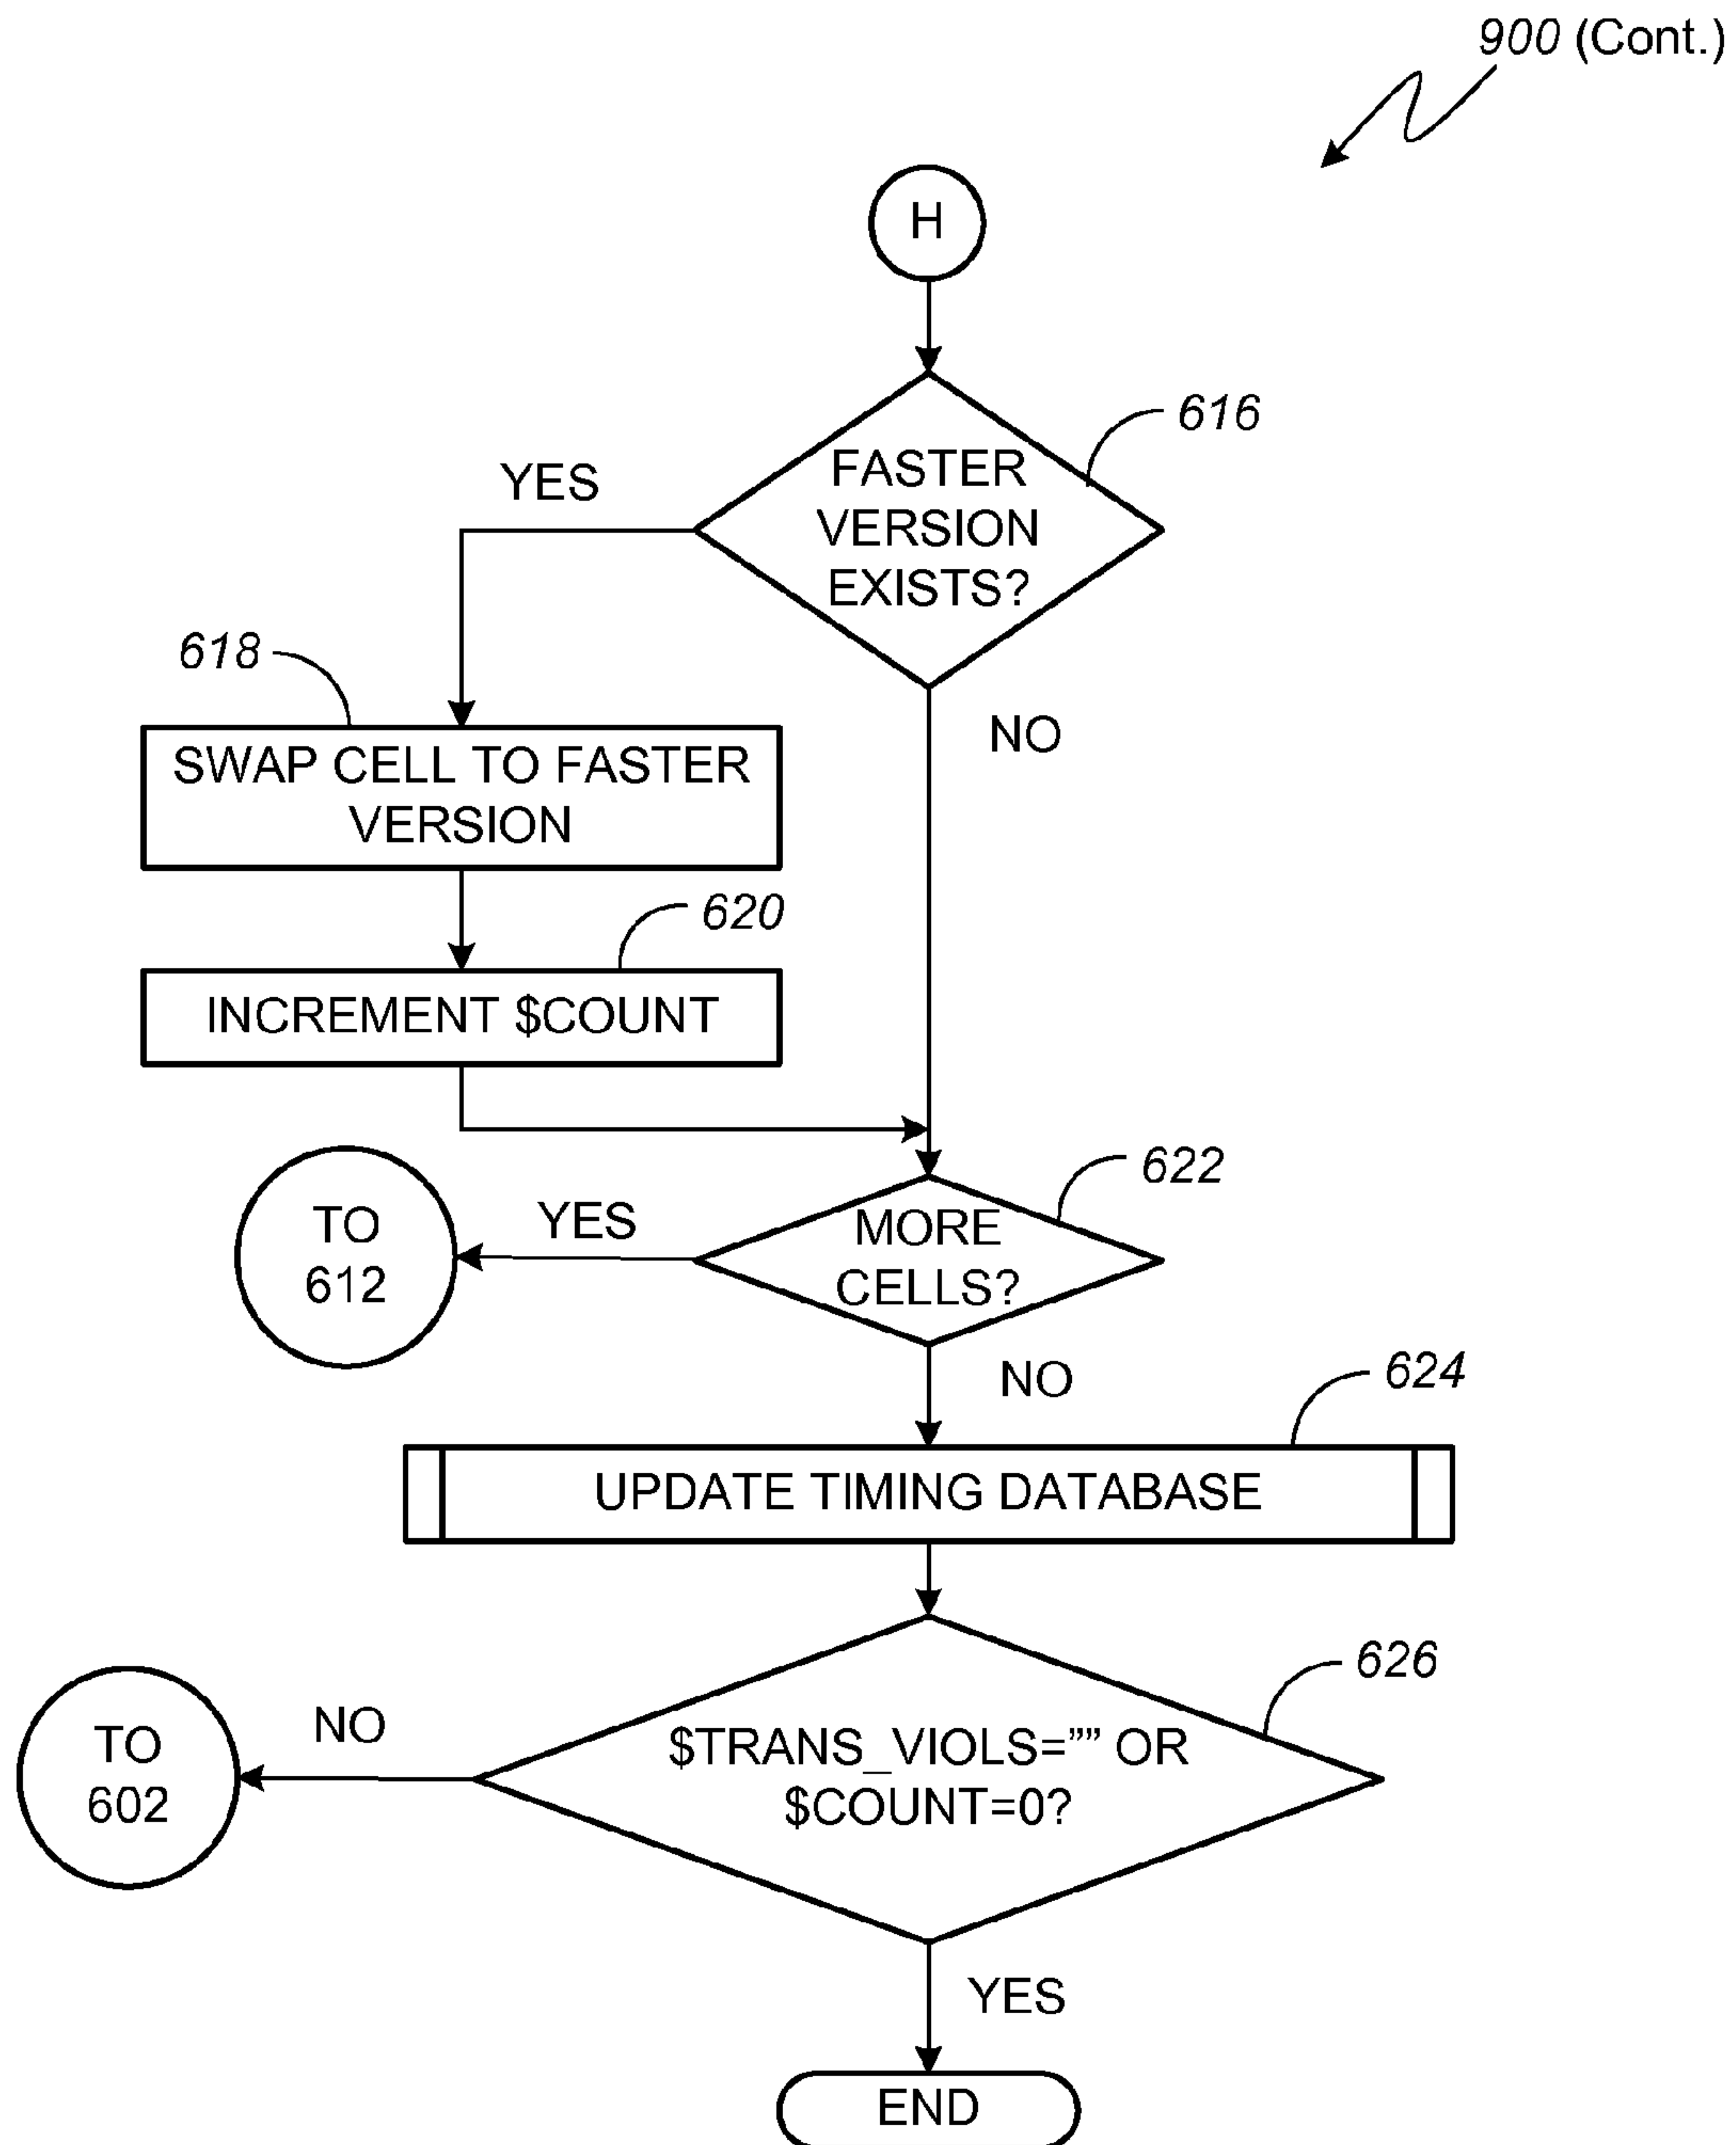 900 (Cont.)
H
616
FASTER
VERSION
EXISTS?
YES
NO
618
SWAP CELL TO FASTER
VERSION
620
INCREMENT $COUNT
622
MORE
CELLS?
YES
TO
612
NO
624
UPDATE TIMING DATABASE
626
$TRANS_VIOLS=”” OR
$COUNT=0?
NO
TO
602
YES
END